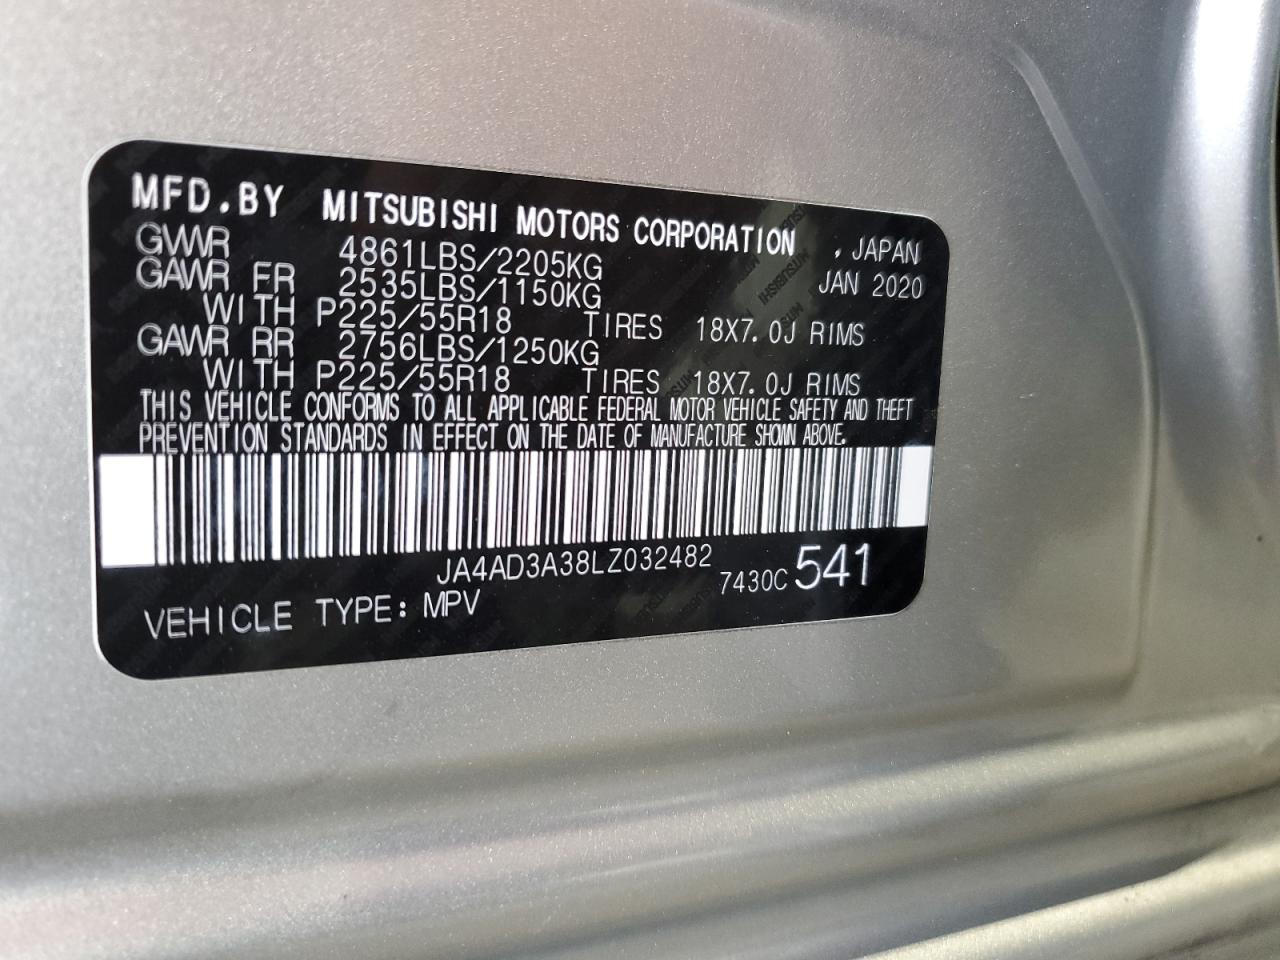 MFD.BY MITSUBISHI MOTORS CORPORATION , JAPAN
GVWR 4861LBS/2205KG JAN 2020
GAWR FR 2535LBS/1150KG
WITH P225/55R18 TIRES 18X7.0J RIMS
GAWR RR 2756LBS/1250KG
WITH P225/55R18 TIRES 18X7.0J RIMS
THIS VEHICLE CONFORMS TO ALL APPLICABLE FEDERAL MOTOR VEHICLE SAFETY AND THEFT
PREVENTION STANDARDS IN EFFECT ON THE DATE OF MANUFACTURE SHOWN ABOVE.
JA4AD3A38LZ032482
7430C 541
VEHICLE TYPE: MPV